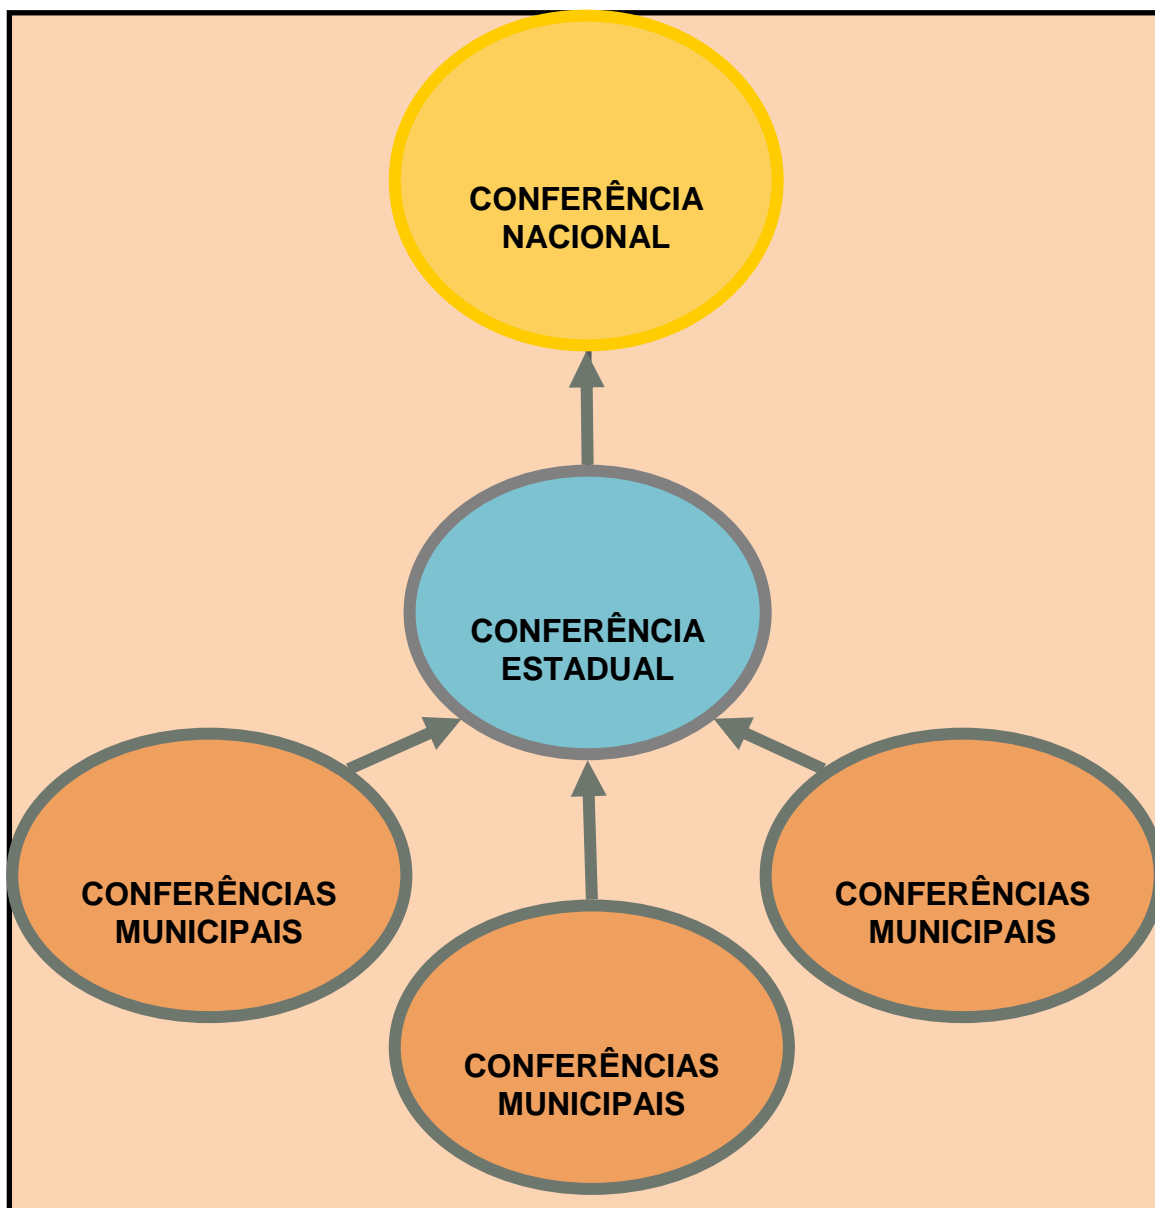 CONFERÊNCIA
NACIONAL
CONFERÊNCIA
ESTADUAL
CONFERÊNCIAS
MUNICIPAIS
CONFERÊNCIAS
MUNICIPAIS
CONFERÊNCIAS
MUNICIPAIS